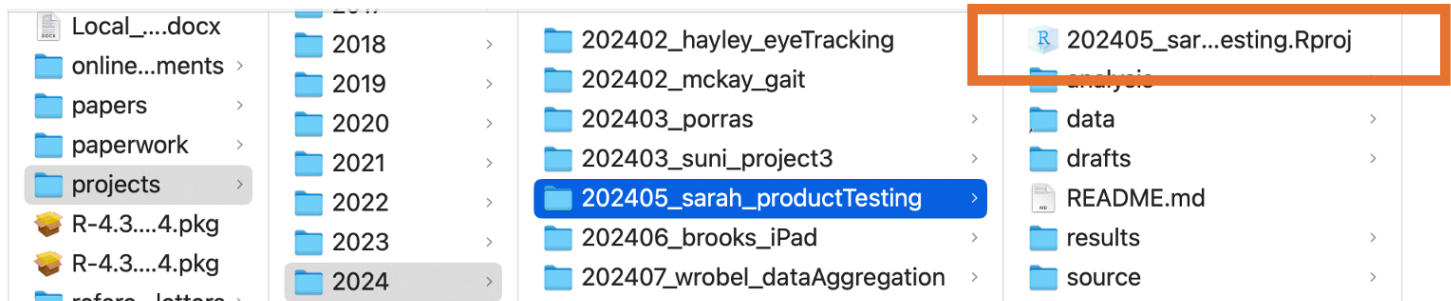 Local_....docx
online...ments
papers
paperwork
projects
R-4.3....4.pkg
R-4.3....4.pkg
2017
2018
2019
2020
2021
2022
2023
2024
202402_hayley_eyeTracking
202402_mckay_gait
202403_porras
202403_suni_project3
202405_sarah_productTesting
202406_brooks_iPad
202407_wrobel_dataAggregation
202405_sar...esting.Rproj
analysis
data
drafts
README.md
results
source